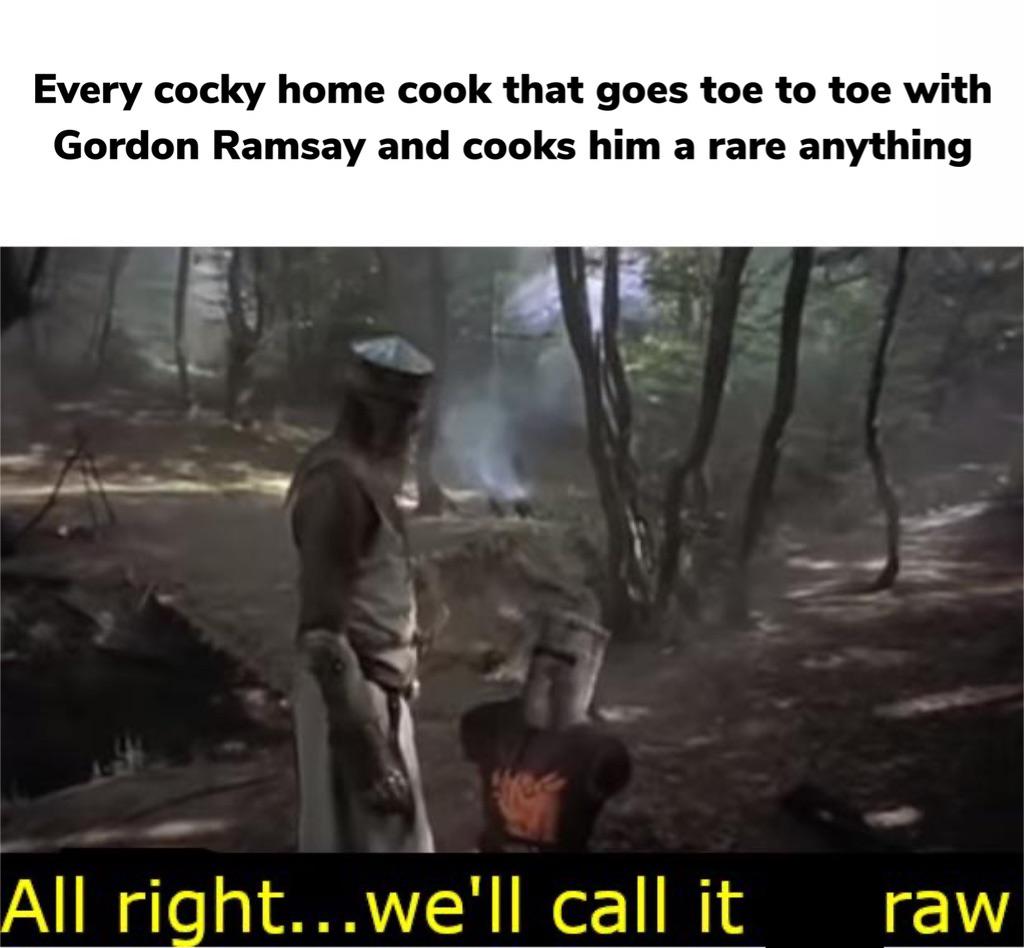 Every cocky home cook that goes toe to toe with
Gordon Ramsay and cooks him a rare anything
All right...we'll call it raw